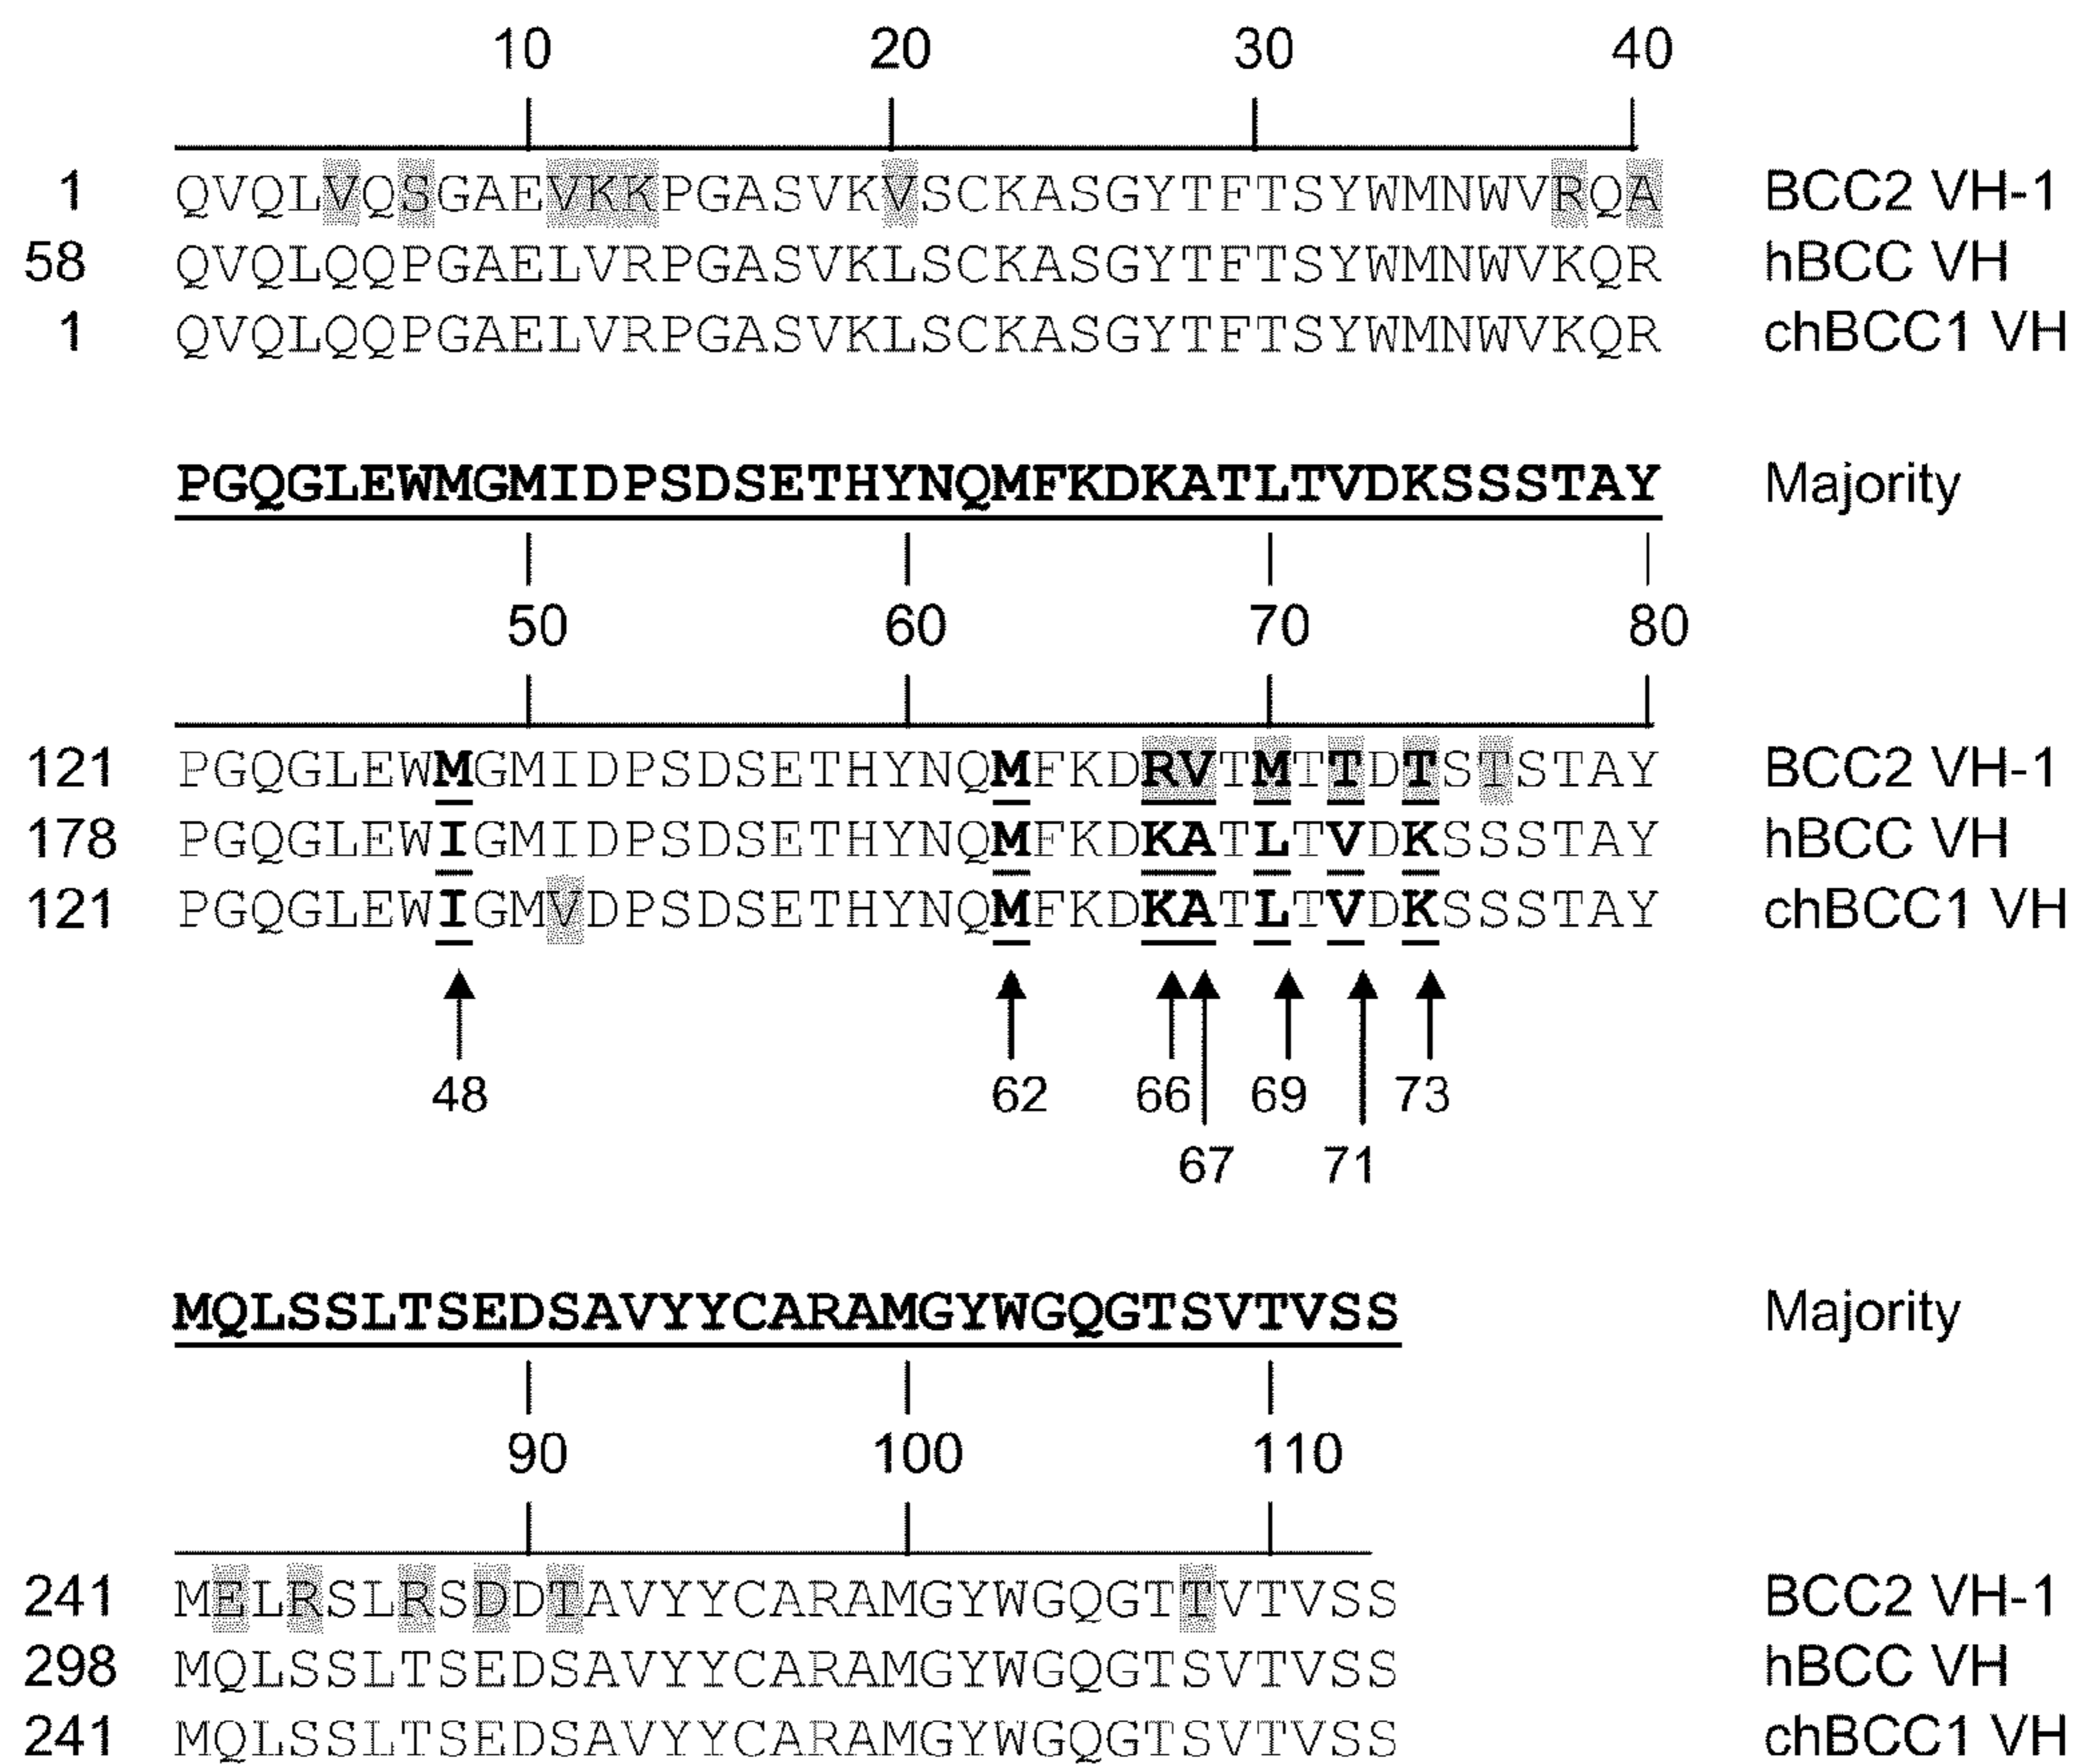 10 20 30 40
1 QVQLVQSGAEVKKPGASVKVSCKASGYTFTSYWMNWVRQA BCC2 VH-1
58 QVQLQQPGAELVRPGASVKLSCKASGYTFTSYWMNWVKQR hBCC VH
1 QVQLQQPGAELVRPGASVKLSCKASGYTFTSYWMNWVKQR chBCC1 VH
PGQGLEWMGMIDPSDSETHYNQMFKDKATLTVDKSSSTAY Majority
50 60 70 80
121 PGQGLEWMGMIDPSDSETHYNQMFKDRVTMTTDTSTSTAY BCC2 VH-1
178 PGQGLEWIGMIDPSDSETHYNQMFKDKATLTVDKSSSTAY hBCC VH
121 PGQGLEWIGMVDPSDSETHYNQMFKDKATLTVDKSSSTAY chBCC1 VH
48 62 66 69 73
67 71
MQLSSLTSEDSAVYYCARAMGYWGQGTSVTVSS Majority
90 100 110
241 MELRSLRSDDTAVYYCARAMGYWGQGTTVTVSS BCC2 VH-1
298 MQLSSLTSEDSAVYYCARAMGYWGQGTSVTVSS hBCC VH
241 MQLSSLTSEDSAVYYCARAMGYWGQGTSVTVSS chBCC1 VH